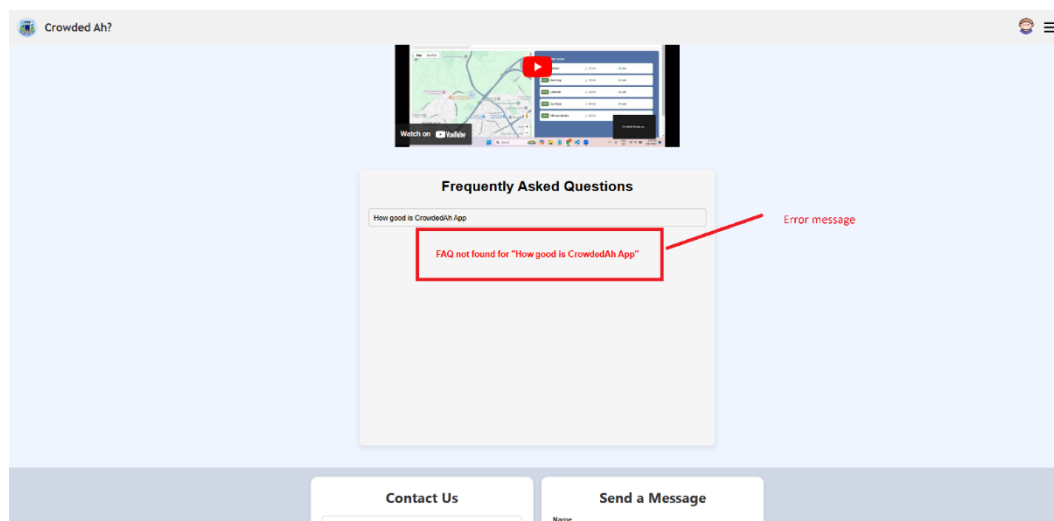 Crowded Ah?
Watch on YouTube
Frequently Asked Questions
How good is CrowdedAh App
FAQ not found for "How good is CrowdedAh App"
Error message
Contact Us
Send a Message
Name